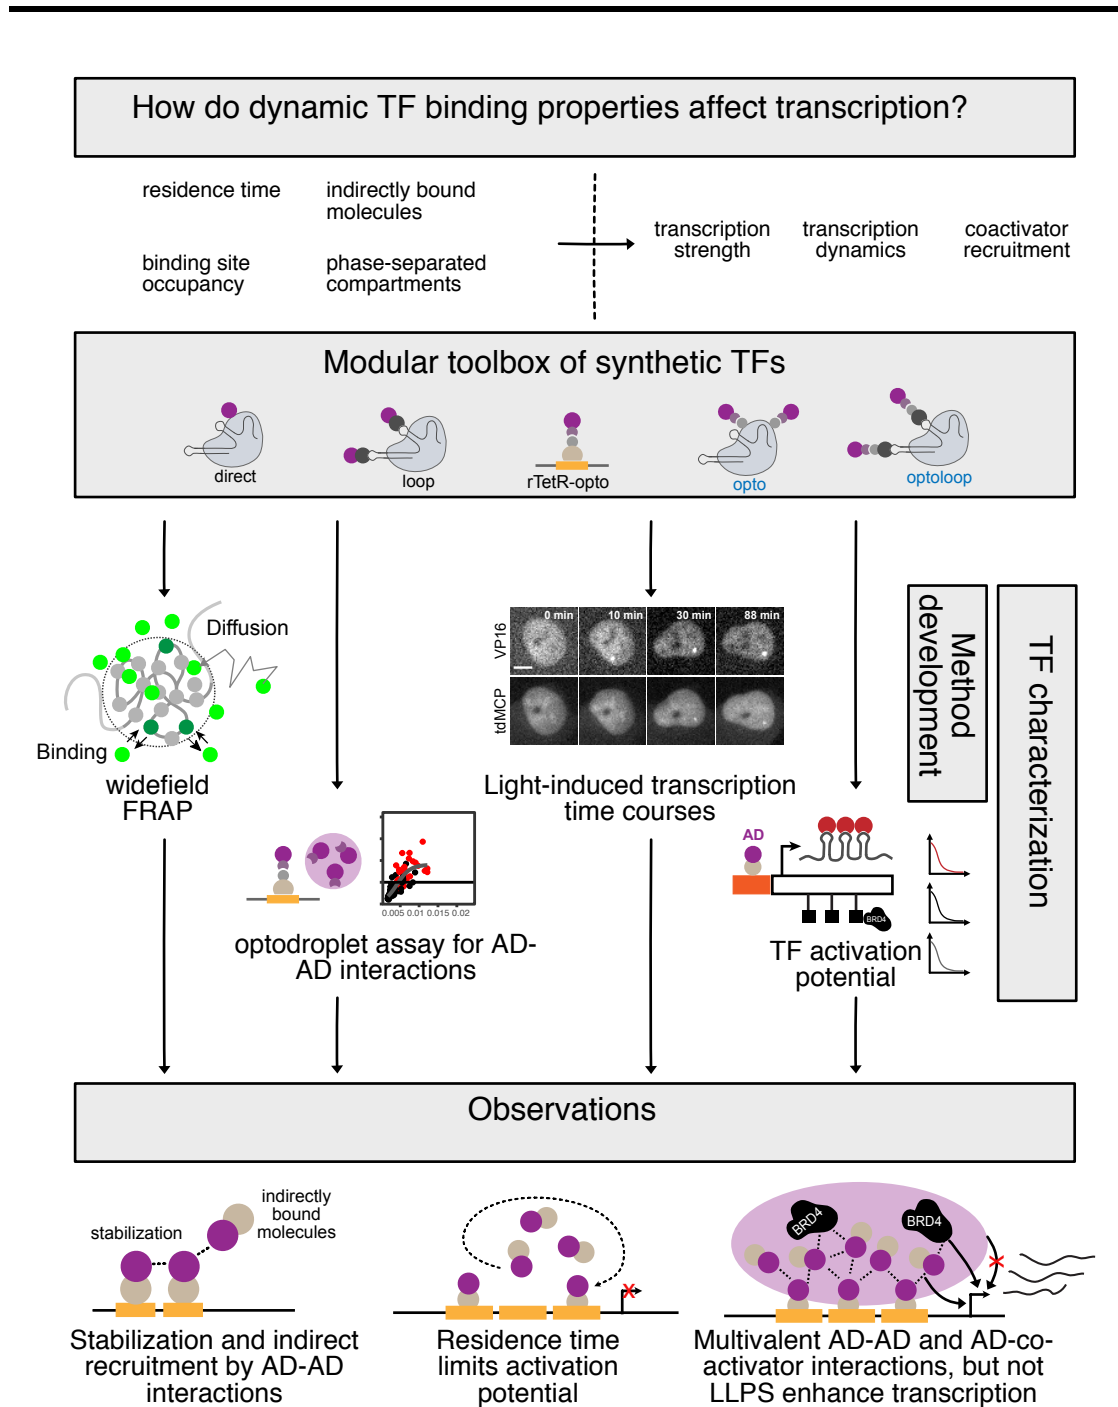 How do dynamic TF binding properties affect transcription?
residence time
indirectly bound
molecules
binding site
occupancy
phase-separated
compartments
transcription
strength
transcription
dynamics
coactivator
recruitment
Modular toolbox of synthetic TFs
direct
loop
rTetR-opto
opto
optoloop
Diffusion
Binding
widefield
FRAP
0 min
10 min
30 min
88 min
VP16
tdMCP
Light-induced transcription
time courses
Method
development
TF characterization
0.005 0.01 0.015 0.02
optodroplet assay for AD-
AD interactions
AD
BRD4
TF activation
potential
Observations
stabilization
indirectly
bound
molecules
Stabilization and indirect
recruitment by AD-AD
interactions
X
Residence time
limits activation
potential
BRD4
BRD4
X
Multivalent AD-AD and AD-co-
activator interactions, but not
LLPS enhance transcription